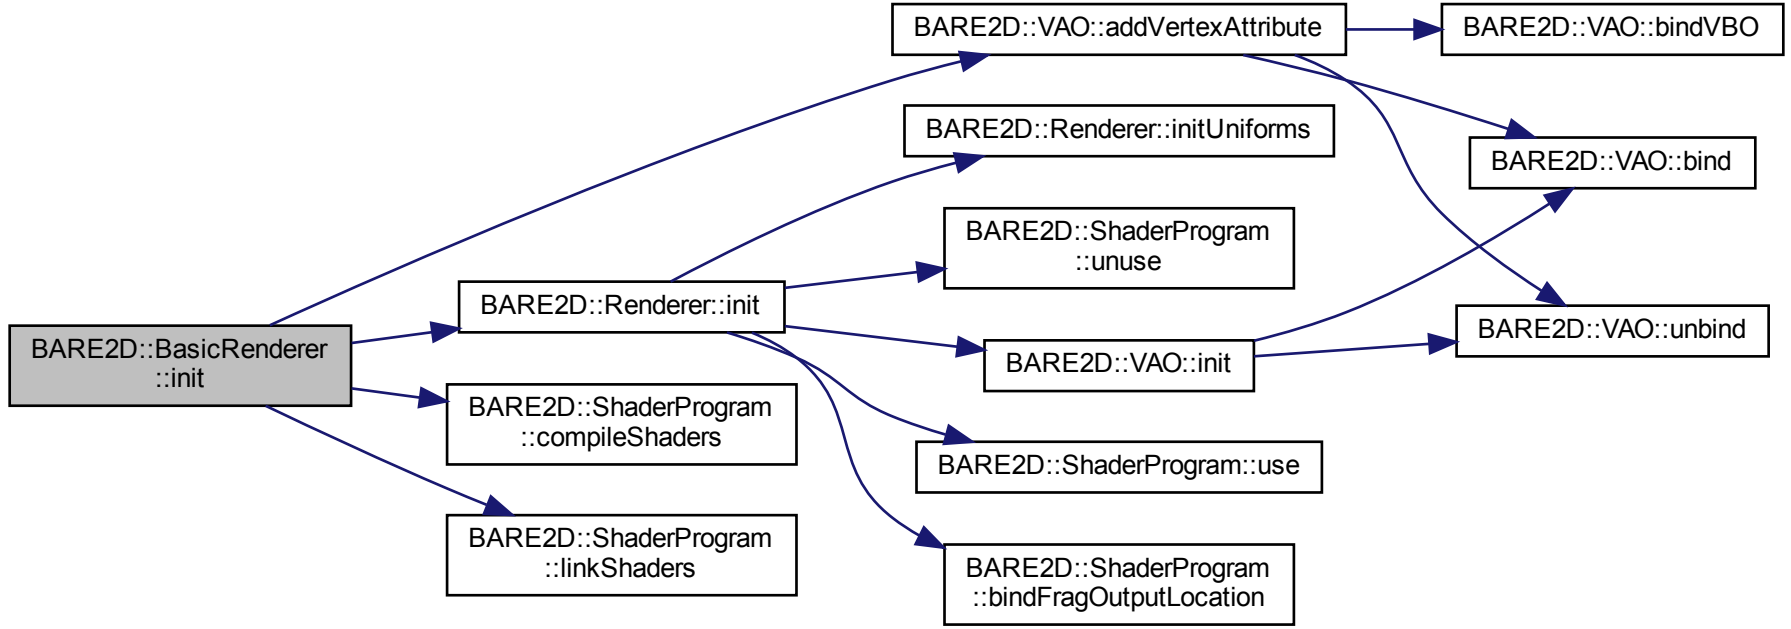 BARE2D::BasicRenderer
::init
BARE2D::Renderer::init
BARE2D::ShaderProgram
::compileShaders
BARE2D::ShaderProgram
::linkShaders
BARE2D::VAO::addVertexAttribute
BARE2D::Renderer::initUniforms
BARE2D::ShaderProgram
::unuse
BARE2D::VAO::init
BARE2D::ShaderProgram::use
BARE2D::ShaderProgram
::bindFragOutputLocation
BARE2D::VAO::bindVBO
BARE2D::VAO::bind
BARE2D::VAO::unbind